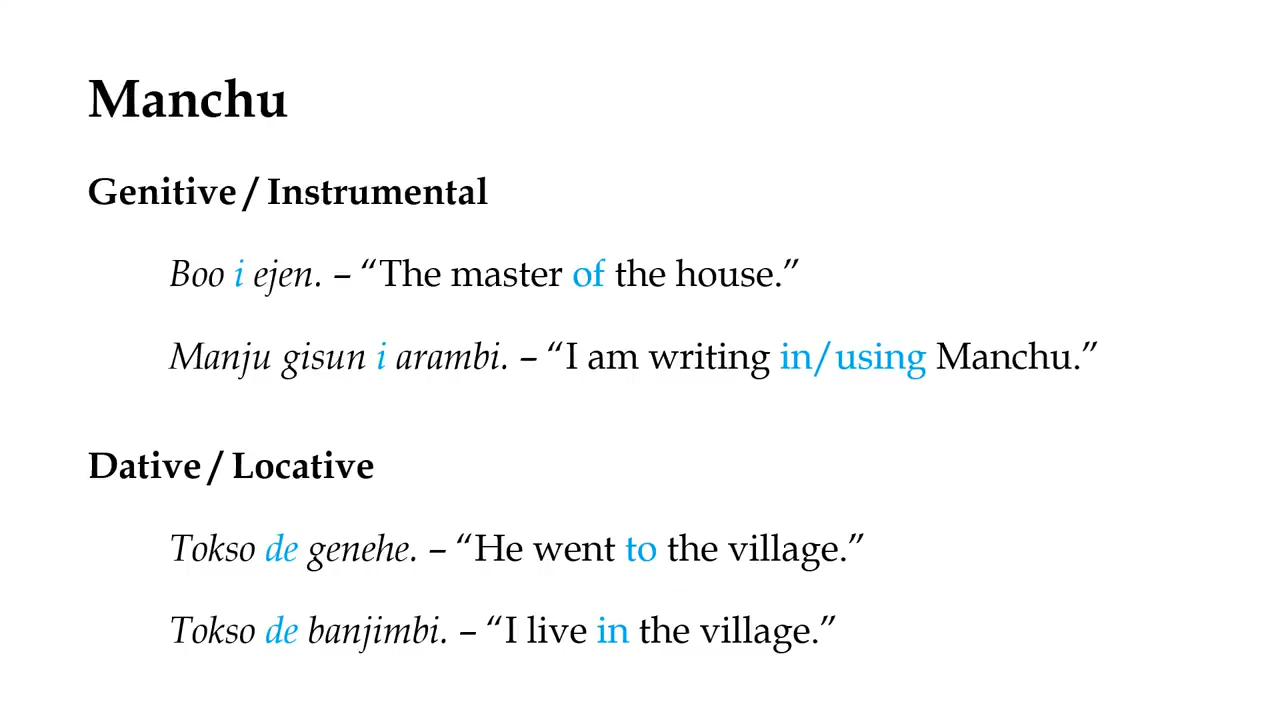 Manchu
Genitive / Instrumental
Boo i ejen. – “The master of the house.”
Manju gisun i arambi. – “I am writing in/using Manchu.”
Dative / Locative
Tokso de genehe. – “He went to the village.”
Tokso de banjimbi. – “I live in the village.”